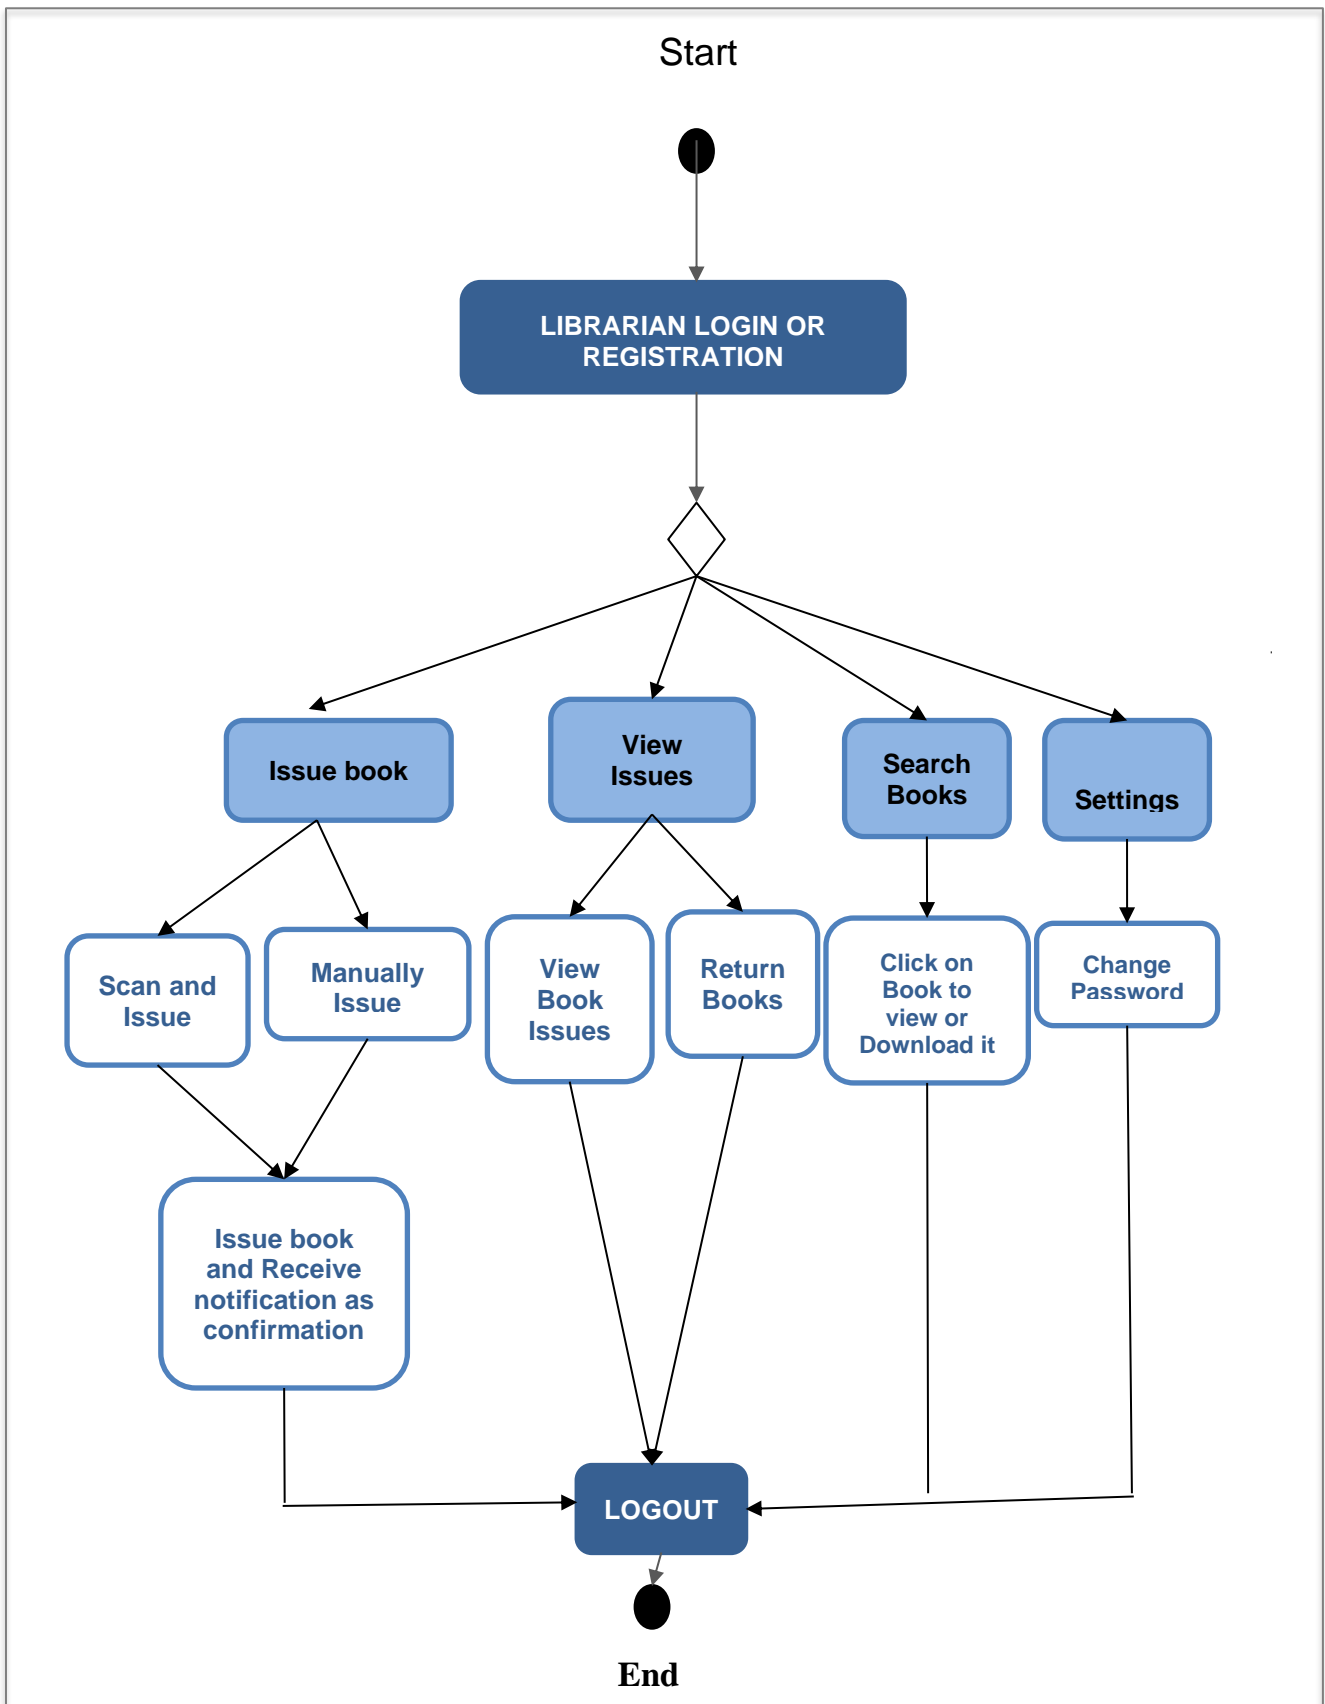 Start
LIBRARIAN LOGIN OR
REGISTRATION
Issue book
View
Issues
Search
Books
Settings
Scan and
Issue
Manually
Issue
View
Book
Issues
Return
Books
Click on
Book to
view or
Download it
Change
Password
Issue book
and Receive
notification as
confirmation
LOGOUT
End